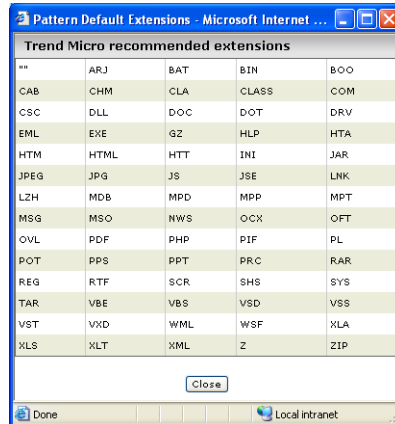 Pattern Default Extensions - Microsoft Internet ...
Trend Micro recommended extensions
"" ARJ BAT BIN BOO
CAB CHM CLA CLASS COM
CSC DLL DOC DOT DRV
EML EXE GZ HLP HTA
HTM HTML HTT INI JAR
JPEG JPG JS JSE LNK
LZH MDB MPD MPP MPT
MSG MSO NWS OCX OFT
OVL PDF PHP PIF PL
POT PPS PPT PRC RAR
REG RTF SCR SHS SYS
TAR VBE VBS VSD VSS
VST VXD WML WSF XLA
XLS XLT XML Z ZIP
Close
Done Local intranet